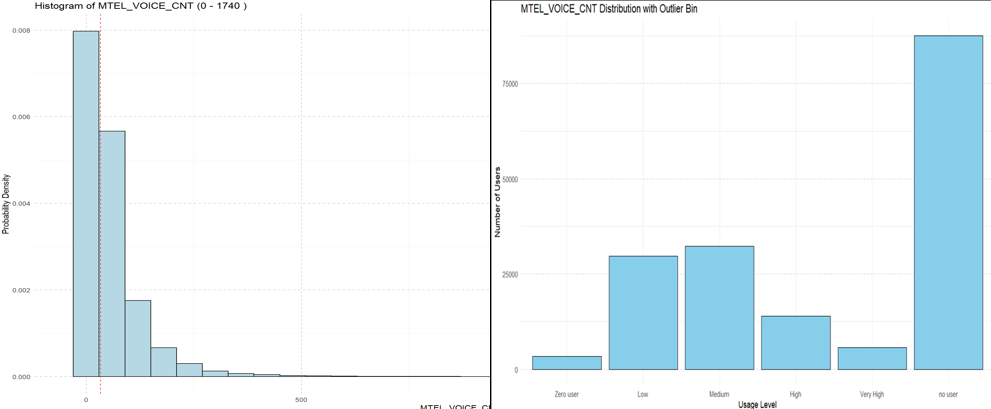 Histogram of MTEL_VOICE_CNT (0 - 1740 )
0.008
0.006
0.004
0.002
0.000
Probability Density
0
500
MTEL_VOICE_C
MTEL_VOICE_CNT Distribution with Outlier Bin
75000
50000
25000
0
Number of Users
Zero user
Low
Medium
High
Very High
no user
Usage Level